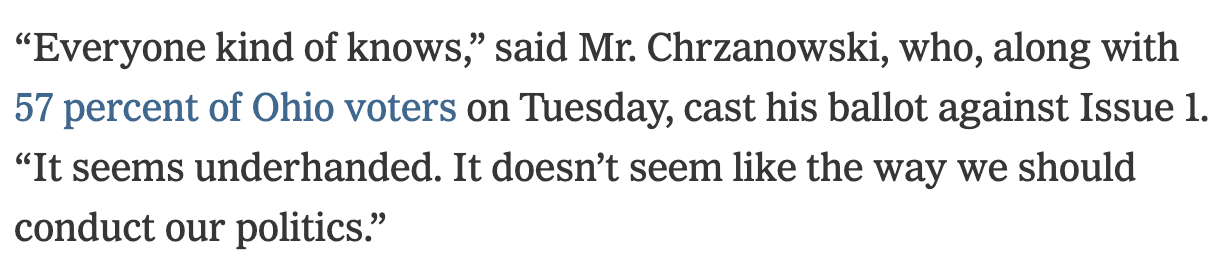 “Everyone kind of knows,” said Mr. Chrzanowski, who, along with
57 percent of Ohio voters on Tuesday, cast his ballot against Issue 1.
“It seems underhanded. It doesn’t seem like the way we should
conduct our politics.”